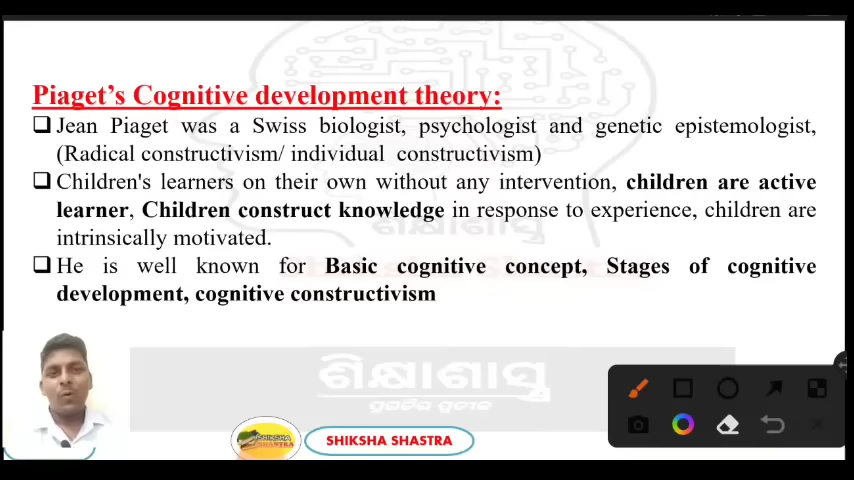 Piaget's Cognitive development theory:
❑ Jean Piaget was a Swiss biologist, psychologist and genetic epistemologist,
(Radical constructivism/ individual constructivism)
❑ Children's learners on their own without any intervention, children are active
learner, Children construct knowledge in response to experience, children are
intrinsically motivated.
❑ He is well known for Basic cognitive concept, Stages of cognitive
development, cognitive constructivism
ଶିକ୍ଷାଶାସ୍ତ୍ର
SHIKSHA
SHASTRA
SHIKSHA SHASTRA